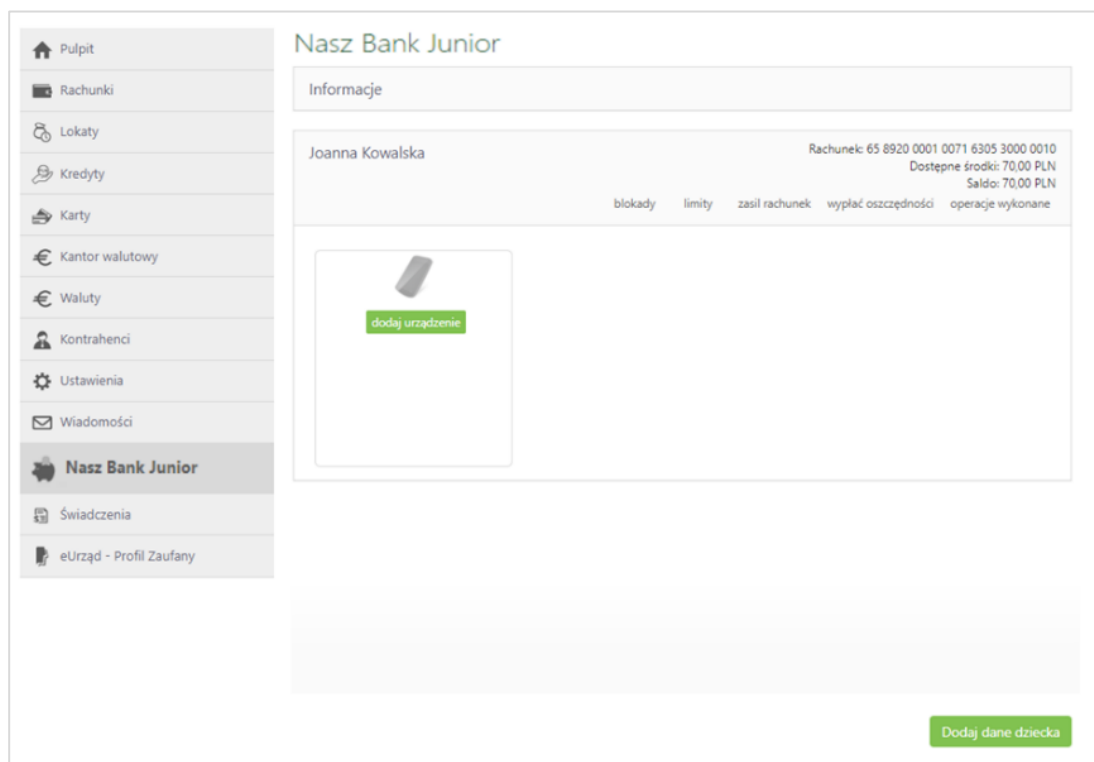 Pulpit
Rachunki
Lokaty
Kredyty
Karty
Kantor walutowy
Waluty
Kontrahenci
Ustawienia
Wiadomości
Nasz Bank Junior
Świadczenia
eUrząd - Profil Zaufany
Nasz Bank Junior
Informacje
Joanna Kowalska
Rachunek: 65 8920 0001 0071 6305 3000 0010
Dostępne środki: 70,00 PLN
Saldo: 70,00 PLN
blokady limity zasil rachunek wypłać oszczędności operacje wykonane
dodaj urządzenie
Dodaj dane dziecka